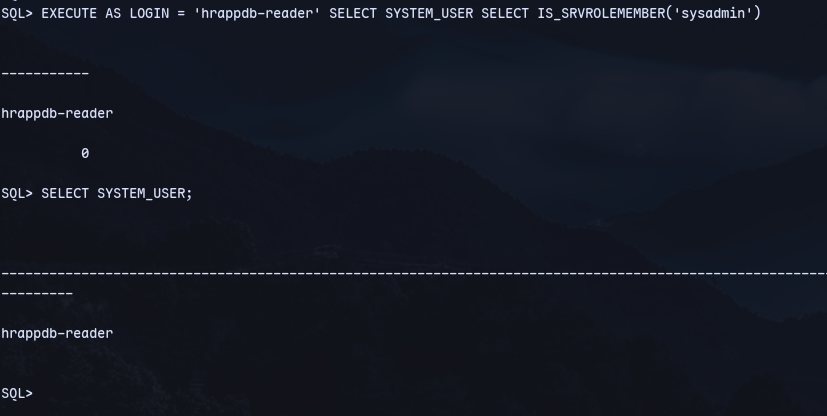 SQL> EXECUTE AS LOGIN = 'hrappdb-reader' SELECT SYSTEM_USER SELECT IS_SRVROLEMEMBER('sysadmin')
-----------
hrappdb-reader
0
SQL> SELECT SYSTEM_USER;
--------------------------------------------------------------------------------------------------------
---------
hrappdb-reader
SQL>